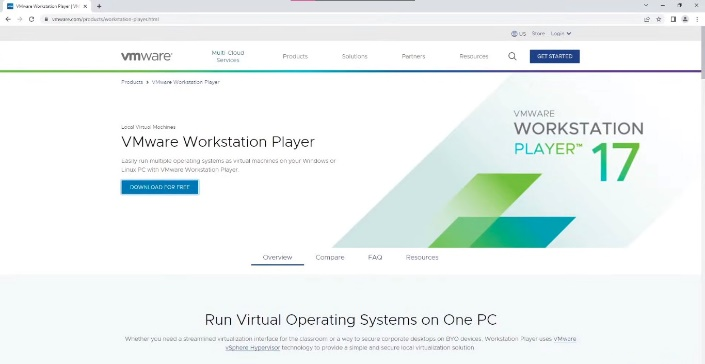 VMware Workstation Player | VM
vmware.com/products/workstation-player.html
US Store Login
vmware Multi-Cloud Services Products Solutions Partners Resources GET STARTED
Products VMware Workstation Player
Local Virtual Machines
VMware Workstation Player
Easily run multiple operating systems as virtual machines on your Windows or
Linux PC with VMware Workstation Player.
DOWNLOAD FOR FREE
VMWARE
WORKSTATION
PLAYER™ 17
Overview Compare FAQ Resources
Run Virtual Operating Systems on One PC
Whether you need a streamlined virtualization interface for the classroom or a way to secure corporate desktops on BYO devices, Workstation Player uses VMware
vSphere Hypervisor technology to provide a simple and secure local virtualization solution.